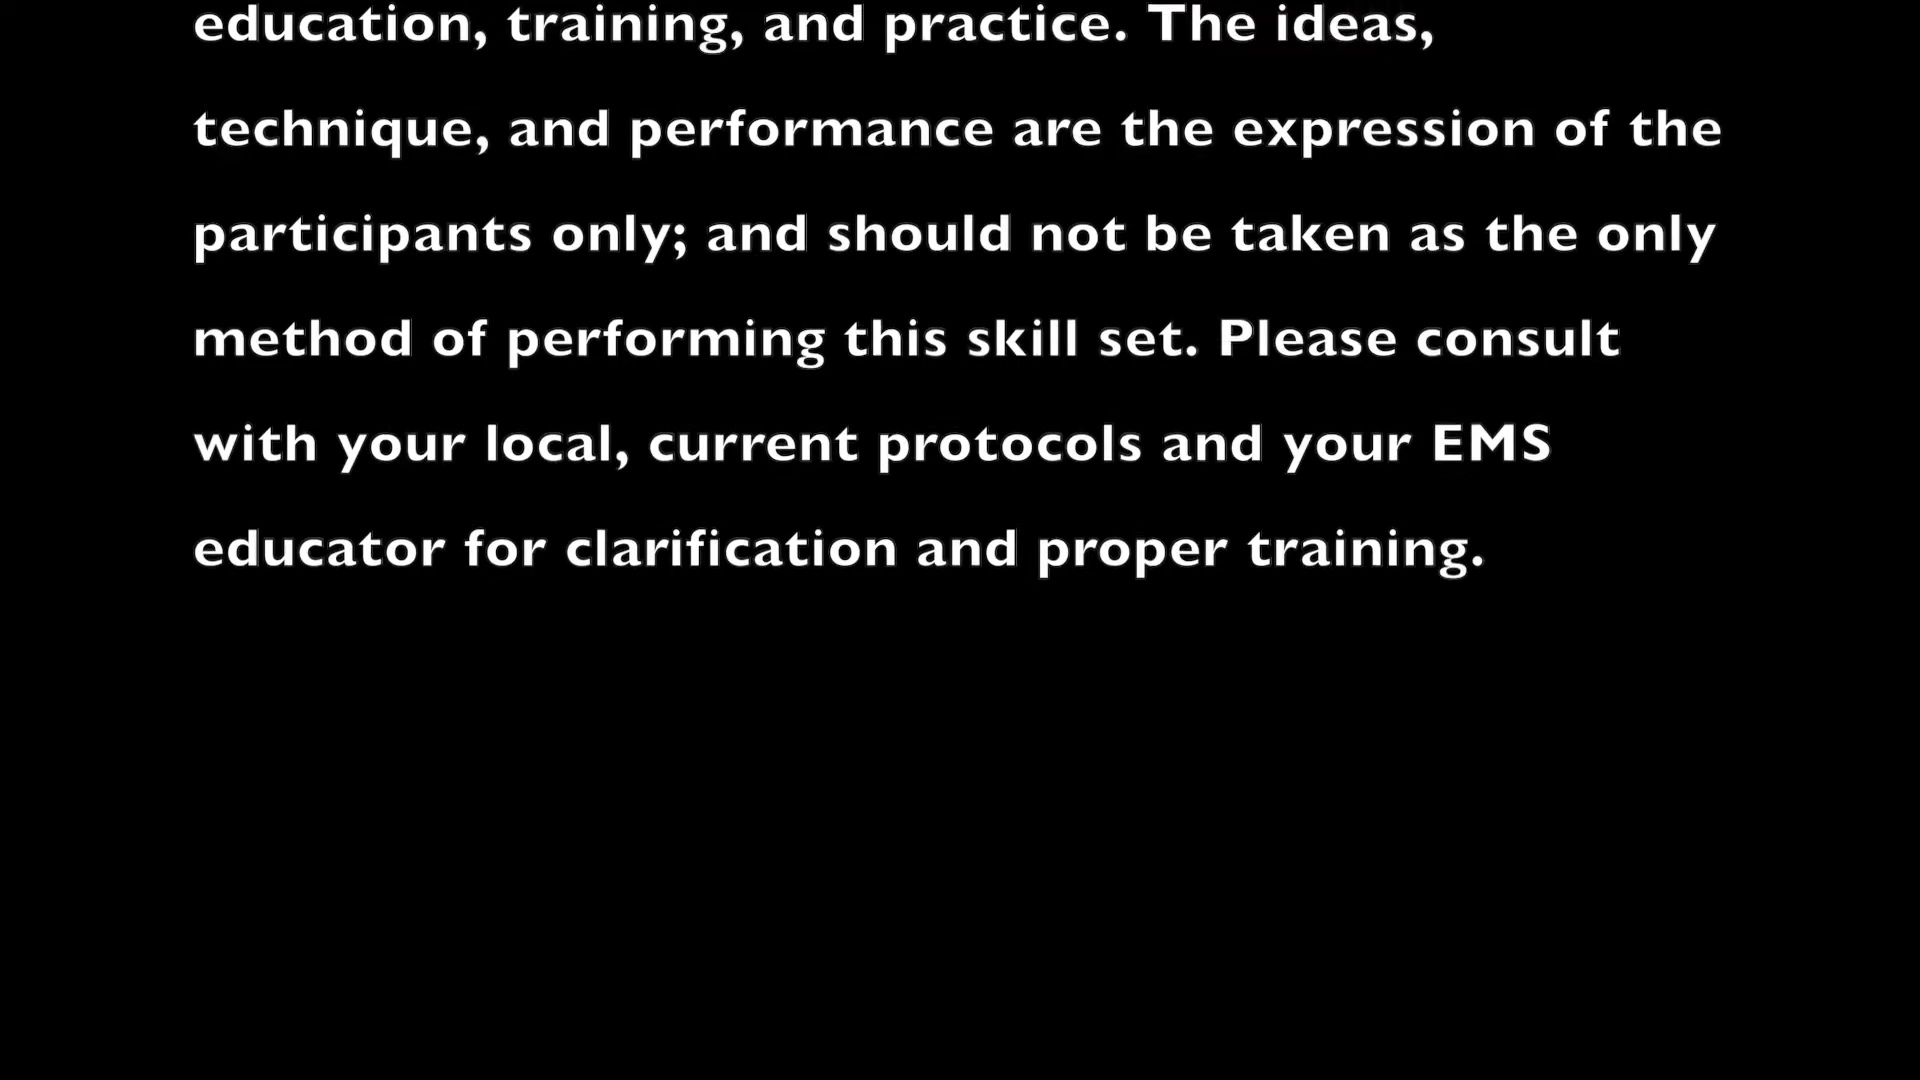 education, training, and practice. The ideas,
technique, and performance are the expression of the
participants only; and should not be taken as the only
method of performing this skill set. Please consult
with your local, current protocols and your EMS
educator for clarification and proper training.